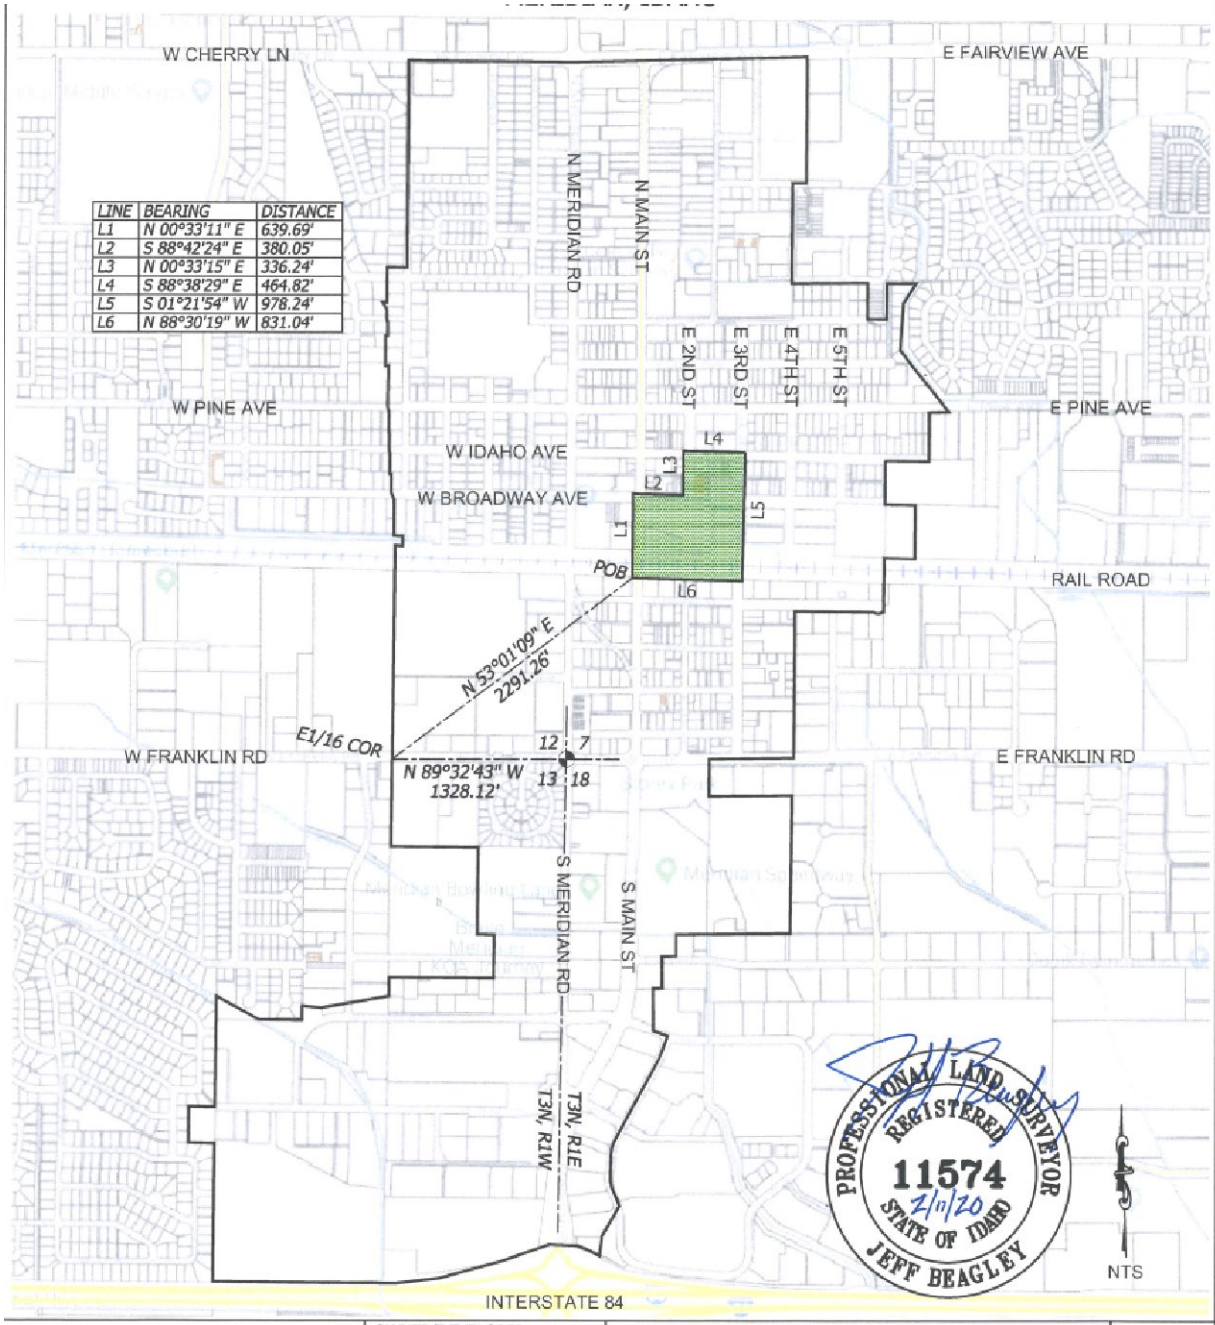 W CHERRY LN
E FAIRVIEW AVE
N MERIDIAN RD
N MAIN ST
LINE BEARING DISTANCE
L1 N 00°33'11" E 639.69'
L2 S 88°42'24" E 380.05'
L3 N 00°33'15" E 336.24'
L4 S 88°38'29" E 464.82'
L5 S 01°21'54" W 978.24'
L6 N 88°30'19" W 831.04'
E 2ND ST
E 3RD ST
E 4TH ST
E 5TH ST
W PINE AVE
E PINE AVE
W IDAHO AVE
L4
L3
L2
W BROADWAY AVE
L1
L5
POB
L6
RAIL ROAD
N 53°01'09" E
2291.26'
E1/16 COR
W FRANKLIN RD
12 7
13 18
N 89°32'43" W
1328.12'
E FRANKLIN RD
S MERIDIAN RD
S MAIN ST
Meridian Speedway
T3N, R1W
T3N, R1E
PROFESSIONAL LAND SURVEYOR
REGISTERED
11574
2/11/20
STATE OF IDAHO
JEFF BEAGLEY
NTS
INTERSTATE 84